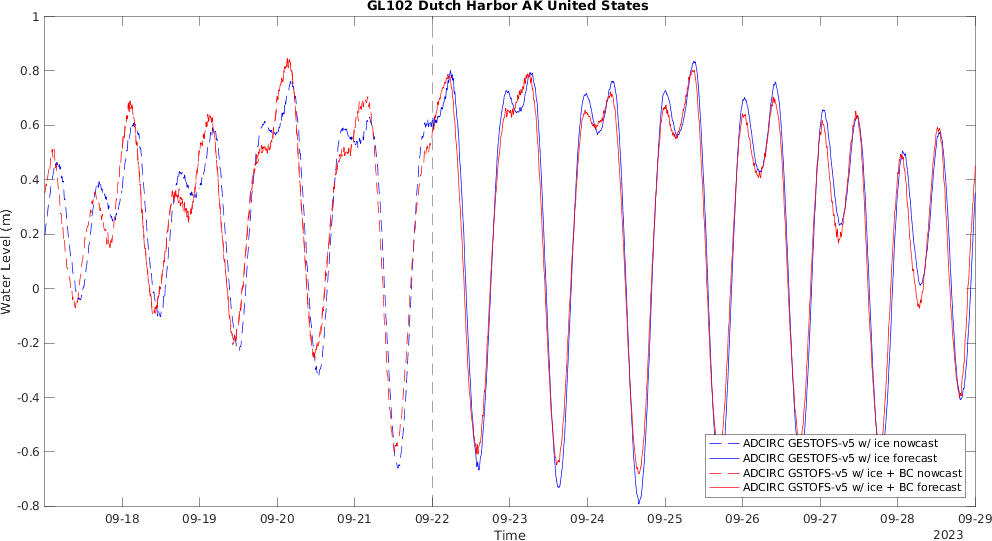 GL102 Dutch Harbor AK United States
1
0.8
0.6
0.4
0.2
0
-0.2
-0.4
-0.6
-0.8
Water Level (m)
ADCIRC GESTOFS-v5 w/ ice nowcast
ADCIRC GESTOFS-v5 w/ ice forecast
ADCIRC GSTOFS-v5 w/ ice + BC nowcast
ADCIRC GSTOFS-v5 w/ ice + BC forecast
09-18 09-19 09-20 09-21 09-22 09-23 09-24 09-25 09-26 09-27 09-28 09-29
Time
2023